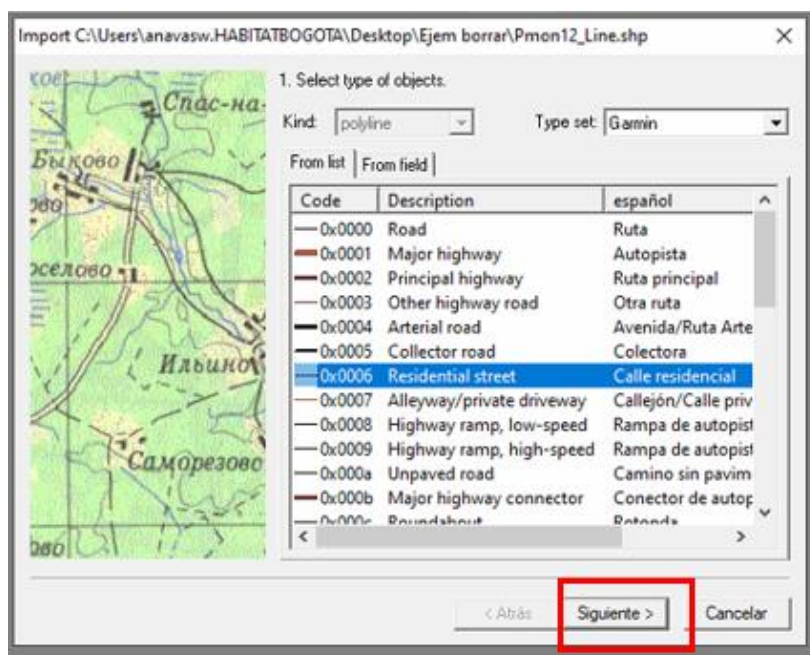 Import C:\Users\anavasw.HABITATBOGOTA\Desktop\Ejem borrar\Pmon12_Line.shp
Спас-на-
Быково
оселово
Ильино
Саморезово
1. Select type of objects.
Kind: polyline Type set: Garmin
From list From field
Code Description español
0x0000 Road Ruta
0x0001 Major highway Autopista
0x0002 Principal highway Ruta principal
0x0003 Other highway road Otra ruta
0x0004 Arterial road Avenida/Ruta Arte
0x0005 Collector road Colectora
0x0006 Residential street Calle residencial
0x0007 Alleyway/private driveway Callejón/Calle priv
0x0008 Highway ramp, low-speed Rampa de autopist
0x0009 Highway ramp, high-speed Rampa de autopist
0x000a Unpaved road Camino sin pavim
0x000b Major highway connector Conector de autop
0x000c Roundabout Rotonda
< Atrás Siguiente > Cancelar